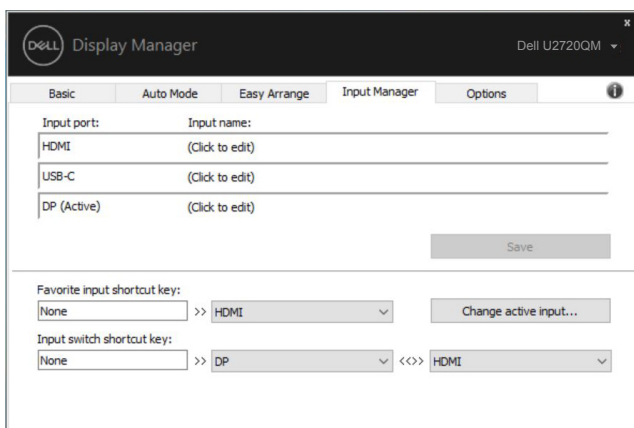 x
DELL Display Manager Dell U2720QM
Basic Auto Mode Easy Arrange Input Manager Options i
Input port: Input name:
HDMI (Click to edit)
USB-C (Click to edit)
DP (Active) (Click to edit)
Save
Favorite input shortcut key:
None >> HDMI Change active input...
Input switch shortcut key:
None >> DP <<>> HDMI